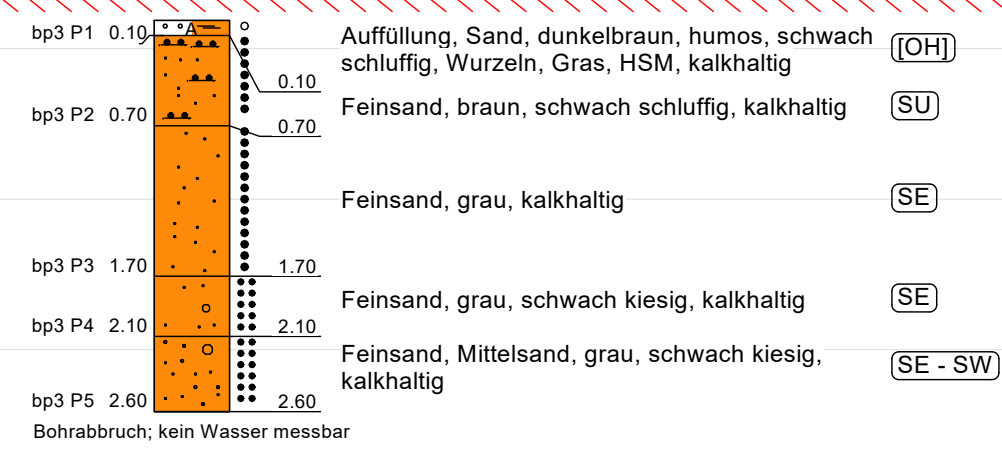 bp3 P1 0.10 A Auffüllung, Sand, dunkelbraun, humos, schwach [OH]
schluffig, Wurzeln, Gras, HSM, kalkhaltig
0.10
bp3 P2 0.70 Feinsand, braun, schwach schluffig, kalkhaltig SU
0.70
Feinsand, grau, kalkhaltig SE
bp3 P3 1.70 1.70
Feinsand, grau, schwach kiesig, kalkhaltig SE
bp3 P4 2.10 2.10
Feinsand, Mittelsand, grau, schwach kiesig, SE - SW
kalkhaltig
bp3 P5 2.60 2.60
Bohrabbruch; kein Wasser messbar